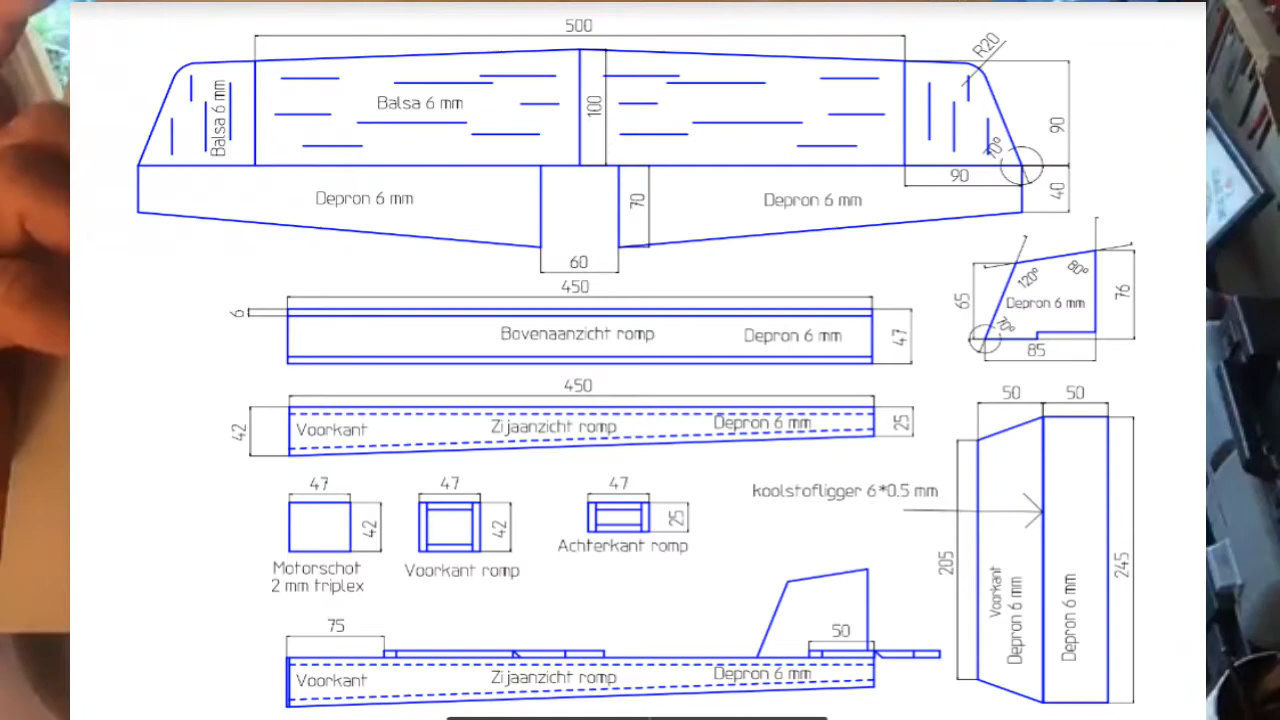 500
R20
Balsa 6 mm
Balsa 6 mm
100
90
70°
90
40
Depron 6 mm
70
Depron 6 mm
60
450
6
Bovenaanzicht romp
Depron 6 mm
47
65
120°
80°
Depron 6 mm
76
70°
85
450
42
Voorkant
Zijaanzicht romp
Depron 6 mm
25
50
50
47
42
Motorschot
2 mm triplex
47
42
Voorkant romp
47
25
Achterkant romp
koolstofligger 6*0.5 mm
205
Voorkant
Depron 6 mm
Depron 6 mm
245
75
50
Voorkant
Zijaanzicht romp
Depron 6 mm